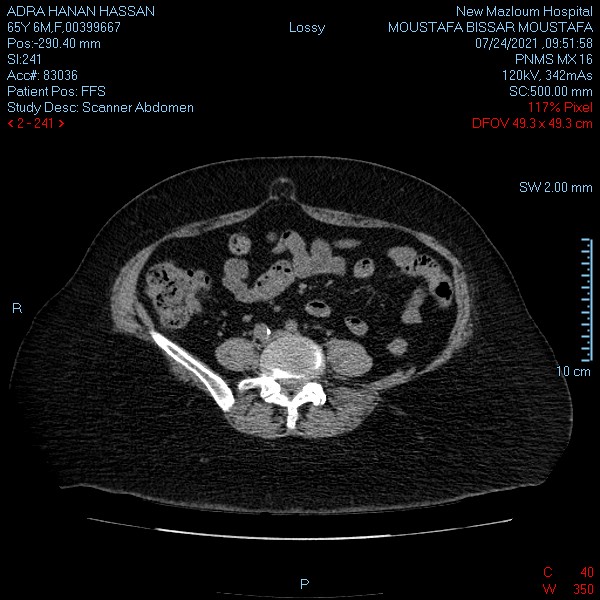 ADRA HANAN HASSAN
65Y 6M,F,00399667
Pos:-290.40 mm
SI:241
Acc#: 83036
Patient Pos: FFS
Study Desc: Scanner Abdomen
< 2 - 241 >
Lossy
New Mazloum Hospital
MOUSTAFA BISSAR MOUSTAFA
07/24/2021 ,09:51:58
PNMS MX 16
120kV, 342mAs
SC:500.00 mm
117% Pixel
DFOV 49.3 x 49.3 cm
SW 2.00 mm
R
10 cm
P
C 40
W 350